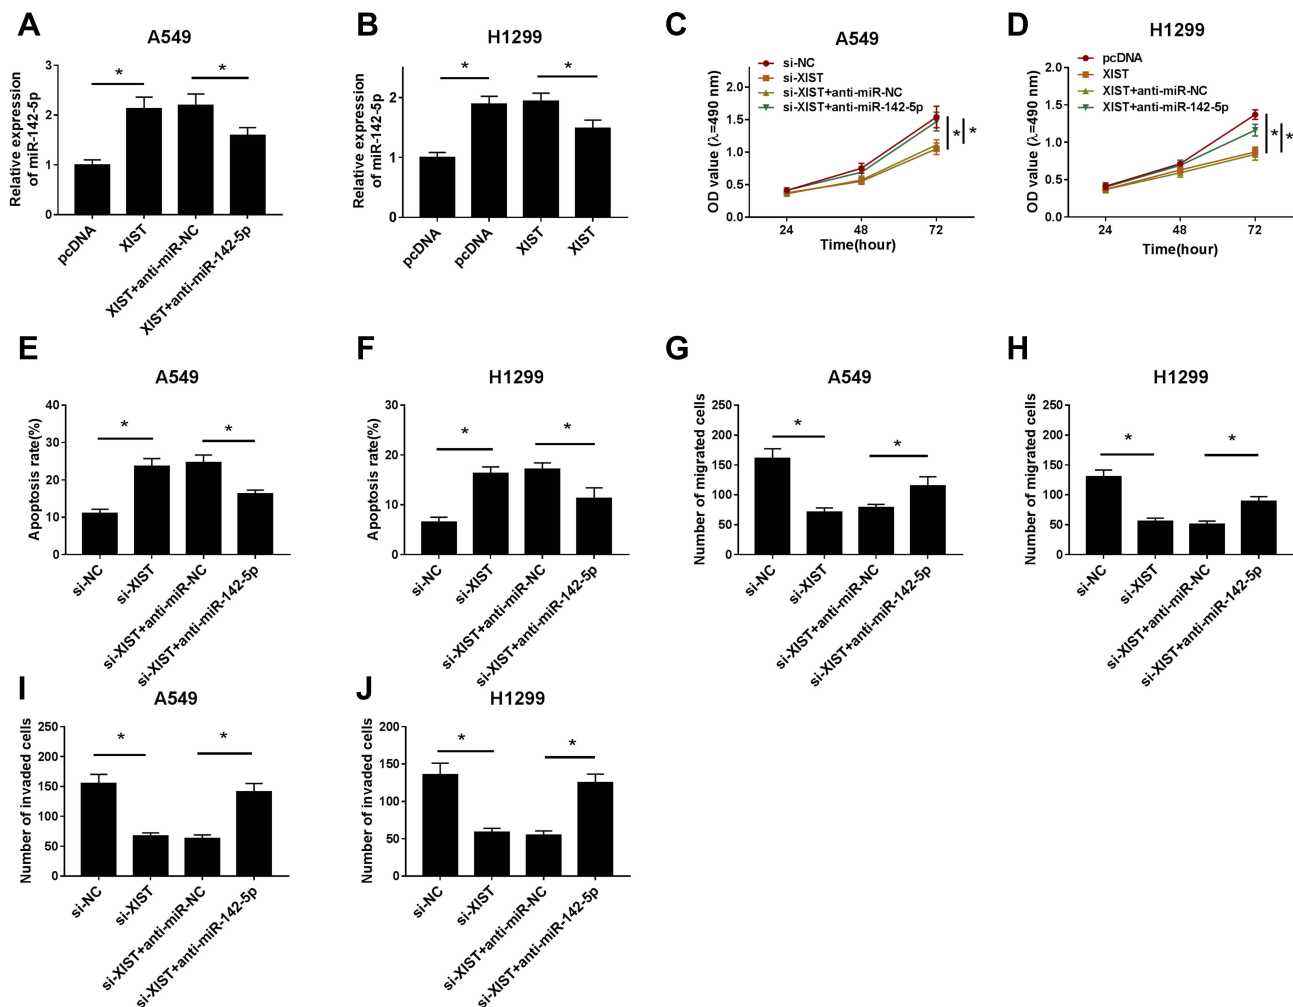 A
A549
Relative expression
of miR-142-5p
3
2
1
0
*
*
pcDNA
XIST
XIST+anti-miR-NC
XIST+anti-miR-142-5p
B
H1299
Relative expression
of miR-142-5p
2
1
0
*
*
pcDNA
pcDNA
XIST
XIST
C
A549
OD value (λ=490 nm)
2.0
1.5
1.0
0.5
0.0
si-NC
si-XIST
si-XIST+anti-miR-NC
si-XIST+anti-miR-142-5p
*
*
24
48
72
Time(hour)
D
H1299
OD value (λ=490 nm)
2.0
1.5
1.0
0.5
0.0
pcDNA
XIST
XIST+anti-miR-NC
XIST+anti-miR-142-5p
*
*
24
48
72
Time(hour)
E
A549
Apoptosis rate(%)
40
30
20
10
0
*
*
si-NC
si-XIST
si-XIST+anti-miR-NC
si-XIST+anti-miR-142-5p
F
H1299
Apoptosis rate(%)
30
20
10
0
*
*
si-NC
si-XIST
si-XIST+anti-miR-NC
si-XIST+anti-miR-142-5p
G
A549
Number of migrated cells
250
200
150
100
50
0
*
*
si-NC
si-XIST
si-XIST+anti-miR-NC
si-XIST+anti-miR-142-5p
H
H1299
Number of migrated cells
250
200
150
100
50
0
*
*
si-NC
si-XIST
si-XIST+anti-miR-NC
si-XIST+anti-miR-142-5p
I
A549
Number of invaded cells
250
200
150
100
50
0
*
*
si-NC
si-XIST
si-XIST+anti-miR-NC
si-XIST+anti-miR-142-5p
J
H1299
Number of invaded cells
200
150
100
50
0
*
*
si-NC
si-XIST
si-XIST+anti-miR-NC
si-XIST+anti-miR-142-5p